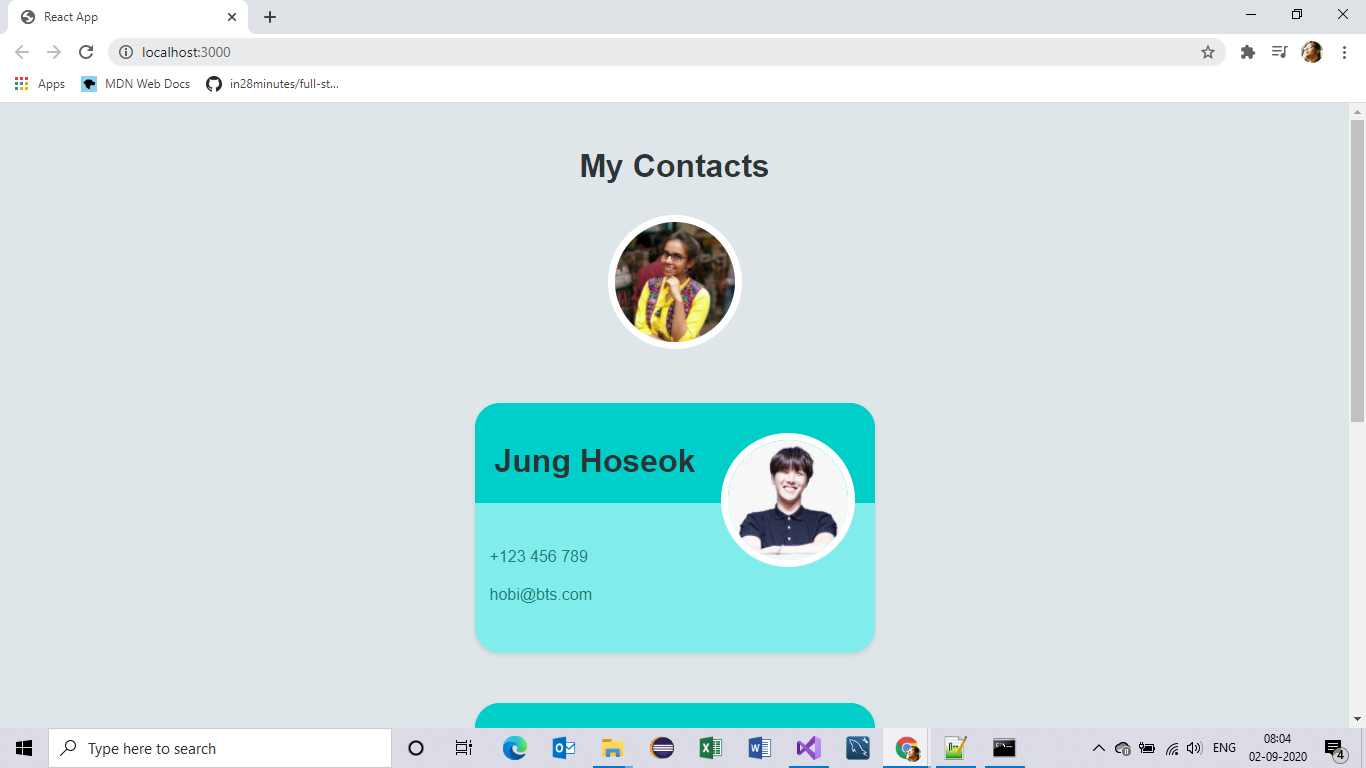 React App
localhost:3000
Apps
MDN Web Docs
in28minutes/full-st...
My Contacts
Jung Hoseok
+123 456 789
hobi@bts.com
Type here to search
ENG
08:04
02-09-2020
4